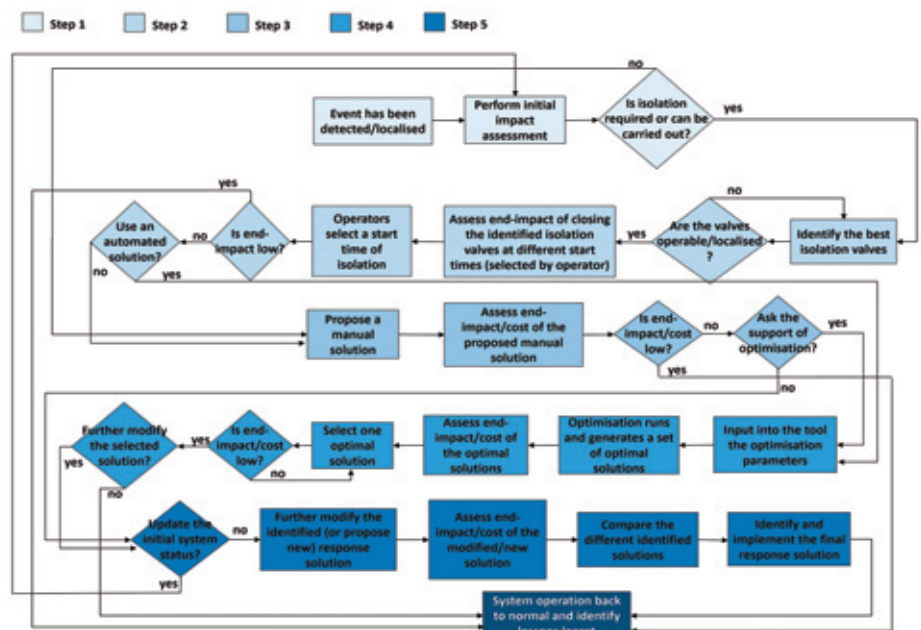 Step 1
Step 2
Step 3
Step 4
Step 5
no
Event has been
detected/localised
Perform initial
impact
assessment
Is isolation
required or can be
carried out?
yes
yes
no
Use an
automated
solution?
no
Is end-
impact low?
Operators
select a start
time of
isolation
Assess end-impact of closing
the identified isolation
valves at different start
times (selected by operator)
yes
Are the valves
operable/localised
?
Identify the best
isolation valves
no
yes
Propose a
manual
solution
Assess end-
impact/cost of the
proposed manual
solution
Is end-
impact/cost
low?
no
Ask the
support of
optimisation?
yes
yes
no
Further modify
the selected
solution?
yes
Is end-
impact/cost
low?
Select one
optimal
solution
Assess end-
impact/cost of
the optimal
solutions
Optimisation runs
and generates a set
of optimal
solutions
Input into the tool
the optimisation
parameters
yes
no
no
Update the
initial system
status?
no
Further modify the
identified (or propose
new) response
solution
Assess end-
impact/cost of the
modified/new
solution
Compare the
different identified
solutions
Identify and
implement the final
response solution
yes
System operation back
to normal and identify